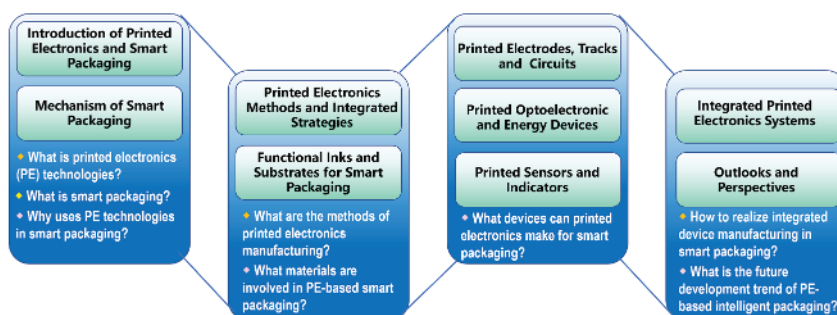 Introduction of Printed
Electronics and Smart
Packaging
Mechanism of Smart
Packaging
What is printed electronics
(PE) technologies?
What is smart packaging?
Why uses PE technologies
in smart packaging?
Printed Electronics
Methods and Integrated
Strategies
Functional Inks and
Substrates for Smart
Packaging
What are the methods of
printed electronics
manufacturing?
What materials are
involved in PE-based smart
packaging?
Printed Electrodes, Tracks
and Circuits
Printed Optoelectronic
and Energy Devices
Printed Sensors and
Indicators
What devices can printed
electronics make for smart
packaging?
Integrated Printed
Electronics Systems
Outlooks and
Perspectives
How to realize integrated
device manufacturing in
smart packaging?
What is the future
development trend of PE-
based intelligent packaging?